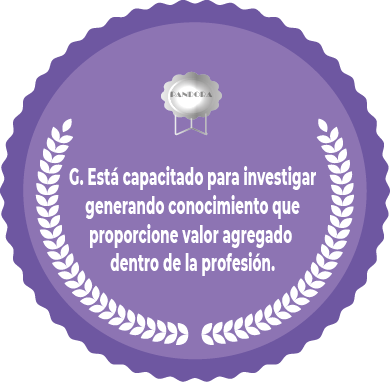 PANDORA
G. Está capacitado para investigar
generando conocimiento que
proporcione valor agregado
dentro de la profesión.